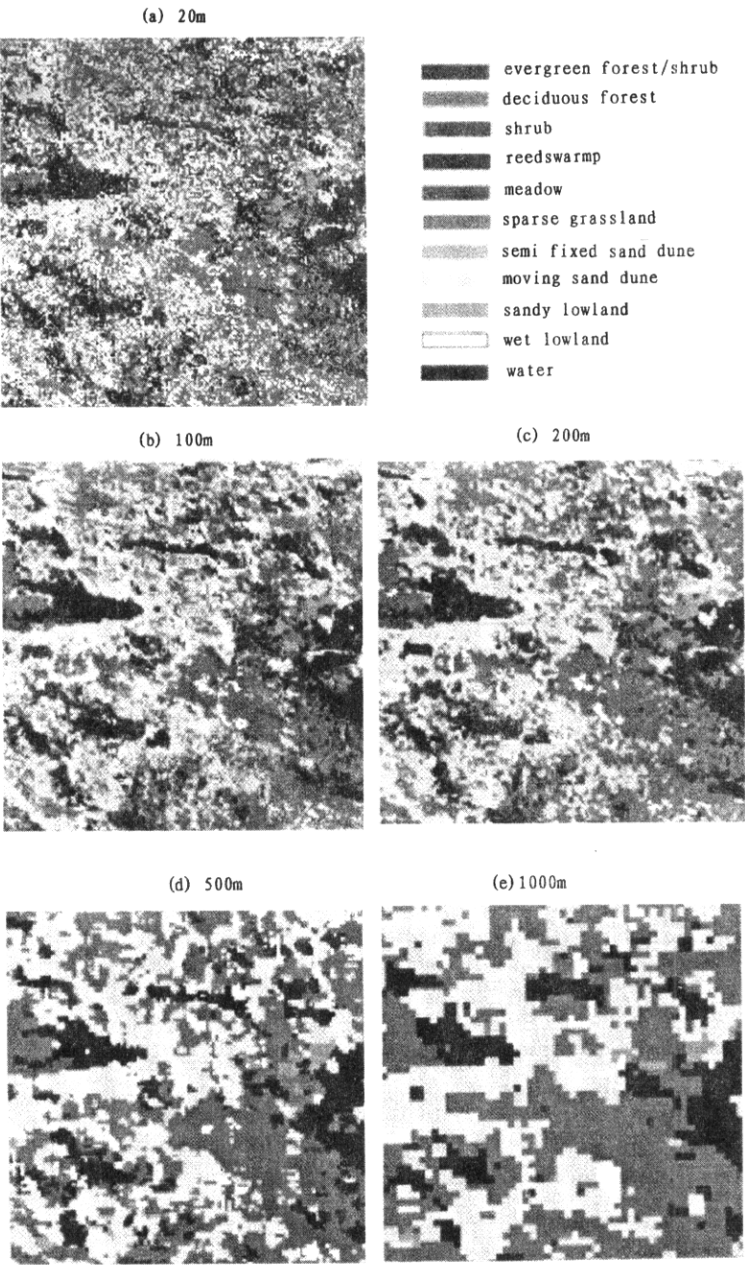 (a) 20m
evergreen forest/shrub
deciduous forest
shrub
reedswarmp
meadow
sparse grassland
semi fixed sand dune
moving sand dune
sandy lowland
wet lowland
water
(b) 100m
(c) 200m
(d) 500m
(e)1000m